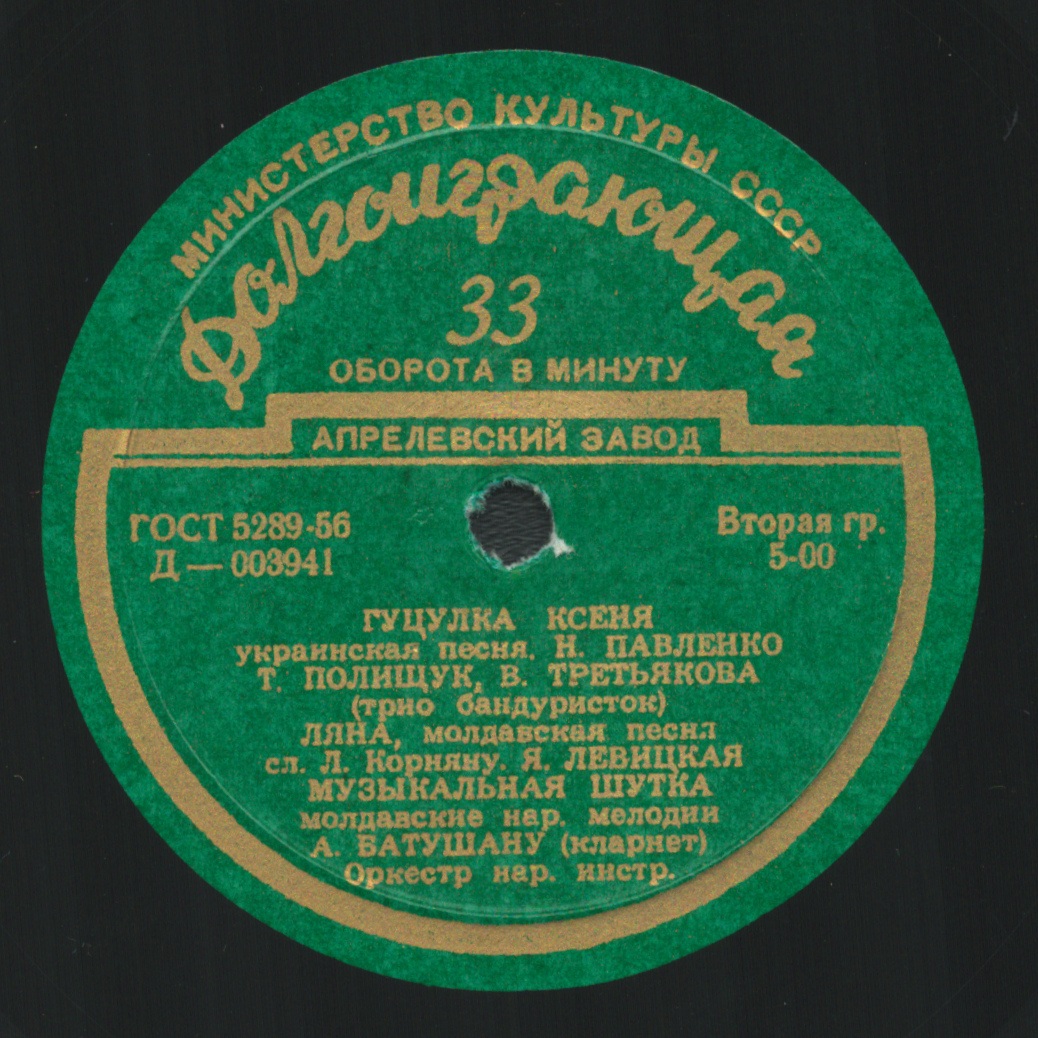 МИНИСТЕРСТВО КУЛЬТУРЫ СССР
Долгоиграющая
33
ОБОРОТА В МИНУТУ
АПРЕЛЕВСКИЙ ЗАВОД
ГОСТ 5289-56
Д — 003941
Вторая гр.
5-00
ГУЦУЛКА КСЕНЯ
украинская песня. Н. ПАВЛЕНКО
Т. ПОЛИЩУК, В. ТРЕТЬЯКОВА
(трио бандуристок)
ЛЯНА, молдавская песня
сл. Л. Корняну. Я. ЛЕВИЦКАЯ
МУЗЫКАЛЬНАЯ ШУТКА
молдавские нар. мелодии
А. БАТУШАНУ (кларнет)
Оркестр нар. инстр.